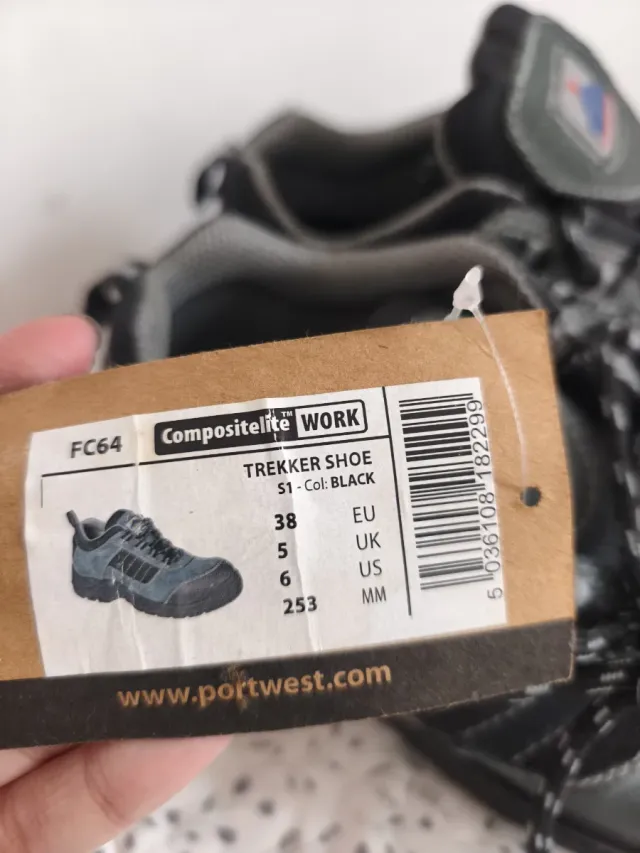 FC64
Compositelite™ WORK
TREKKER SHOE
S1 - Col: BLACK
38 EU
5 UK
6 US
253 MM
5 036108 182299
www.portwest.com